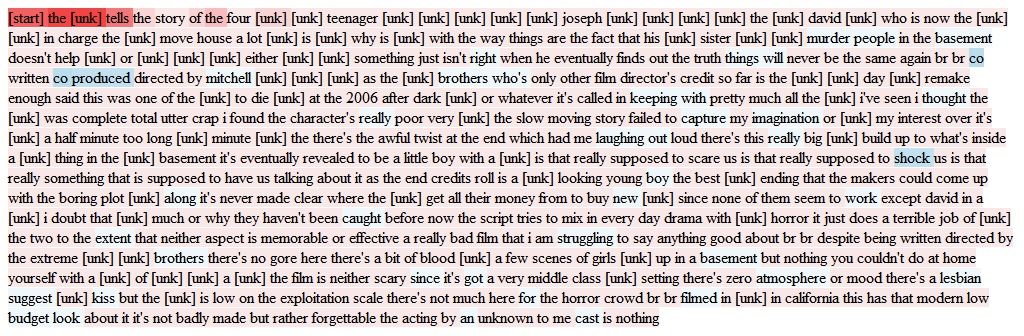 [start] the [unk] tells the story of the four [unk] [unk] teenager [unk] [unk] [unk] [unk] [unk] joseph [unk] [unk] [unk] [unk] the [unk] david [unk] who is now the [unk]
[unk] in charge the [unk] move house a lot [unk] is [unk] why is [unk] with the way things are the fact that his [unk] sister [unk] [unk] murder people in the basement
doesn't help [unk] or [unk] [unk] [unk] either [unk] [unk] something just isn't right when he eventually finds out the truth things will never be the same again br br co
written co produced directed by mitchell [unk] [unk] [unk] as the [unk] brothers who's only other film director's credit so far is the [unk] [unk] day [unk] remake
enough said this was one of the [unk] to die [unk] at the 2006 after dark [unk] or whatever it's called in keeping with pretty much all the [unk] i've seen i thought the
[unk] was complete total utter crap i found the character's really poor very [unk] the slow moving story failed to capture my imagination or [unk] my interest over it's
[unk] a half minute too long [unk] minute [unk] the there's the awful twist at the end which had me laughing out loud there's this really big [unk] build up to what's inside
a [unk] thing in the [unk] basement it's eventually revealed to be a little boy with a [unk] is that really supposed to scare us is that really supposed to shock us is that
really something that is supposed to have us talking about it as the end credits roll is a [unk] looking young boy the best [unk] ending that the makers could come up
with the boring plot [unk] along it's never made clear where the [unk] get all their money from to buy new [unk] since none of them seem to work except david in a
[unk] i doubt that [unk] much or why they haven't been caught before now the script tries to mix in every day drama with [unk] horror it just does a terrible job of [unk]
the two to the extent that neither aspect is memorable or effective a really bad film that i am struggling to say anything good about br br despite being written directed by
the extreme [unk] [unk] brothers there's no gore here there's a bit of blood [unk] a few scenes of girls [unk] up in a basement but nothing you couldn't do at home
yourself with a [unk] of [unk] [unk] a [unk] the film is neither scary since it's got a very middle class [unk] setting there's zero atmosphere or mood there's a lesbian
suggest [unk] kiss but the [unk] is low on the exploitation scale there's not much here for the horror crowd br br filmed in [unk] in california this has that modern low
budget look about it it's not badly made but rather forgettable the acting by an unknown to me cast is nothing